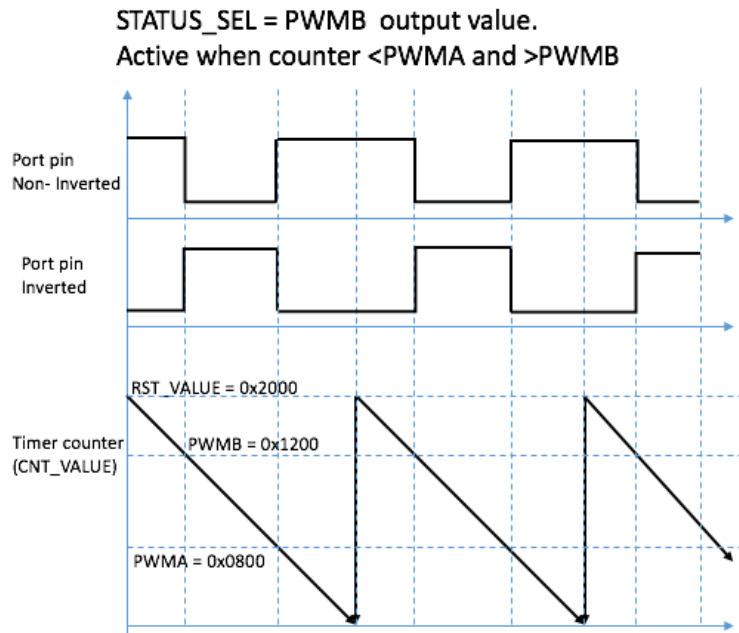 STATUS_SEL = PWMB output value.
Active when counter <PWMA and >PWMB
Port pin
Non- Inverted
Port pin
Inverted
RST_VALUE = 0x2000
Timer counter
(CNT_VALUE)
PWMB = 0x1200
PWMA = 0x0800